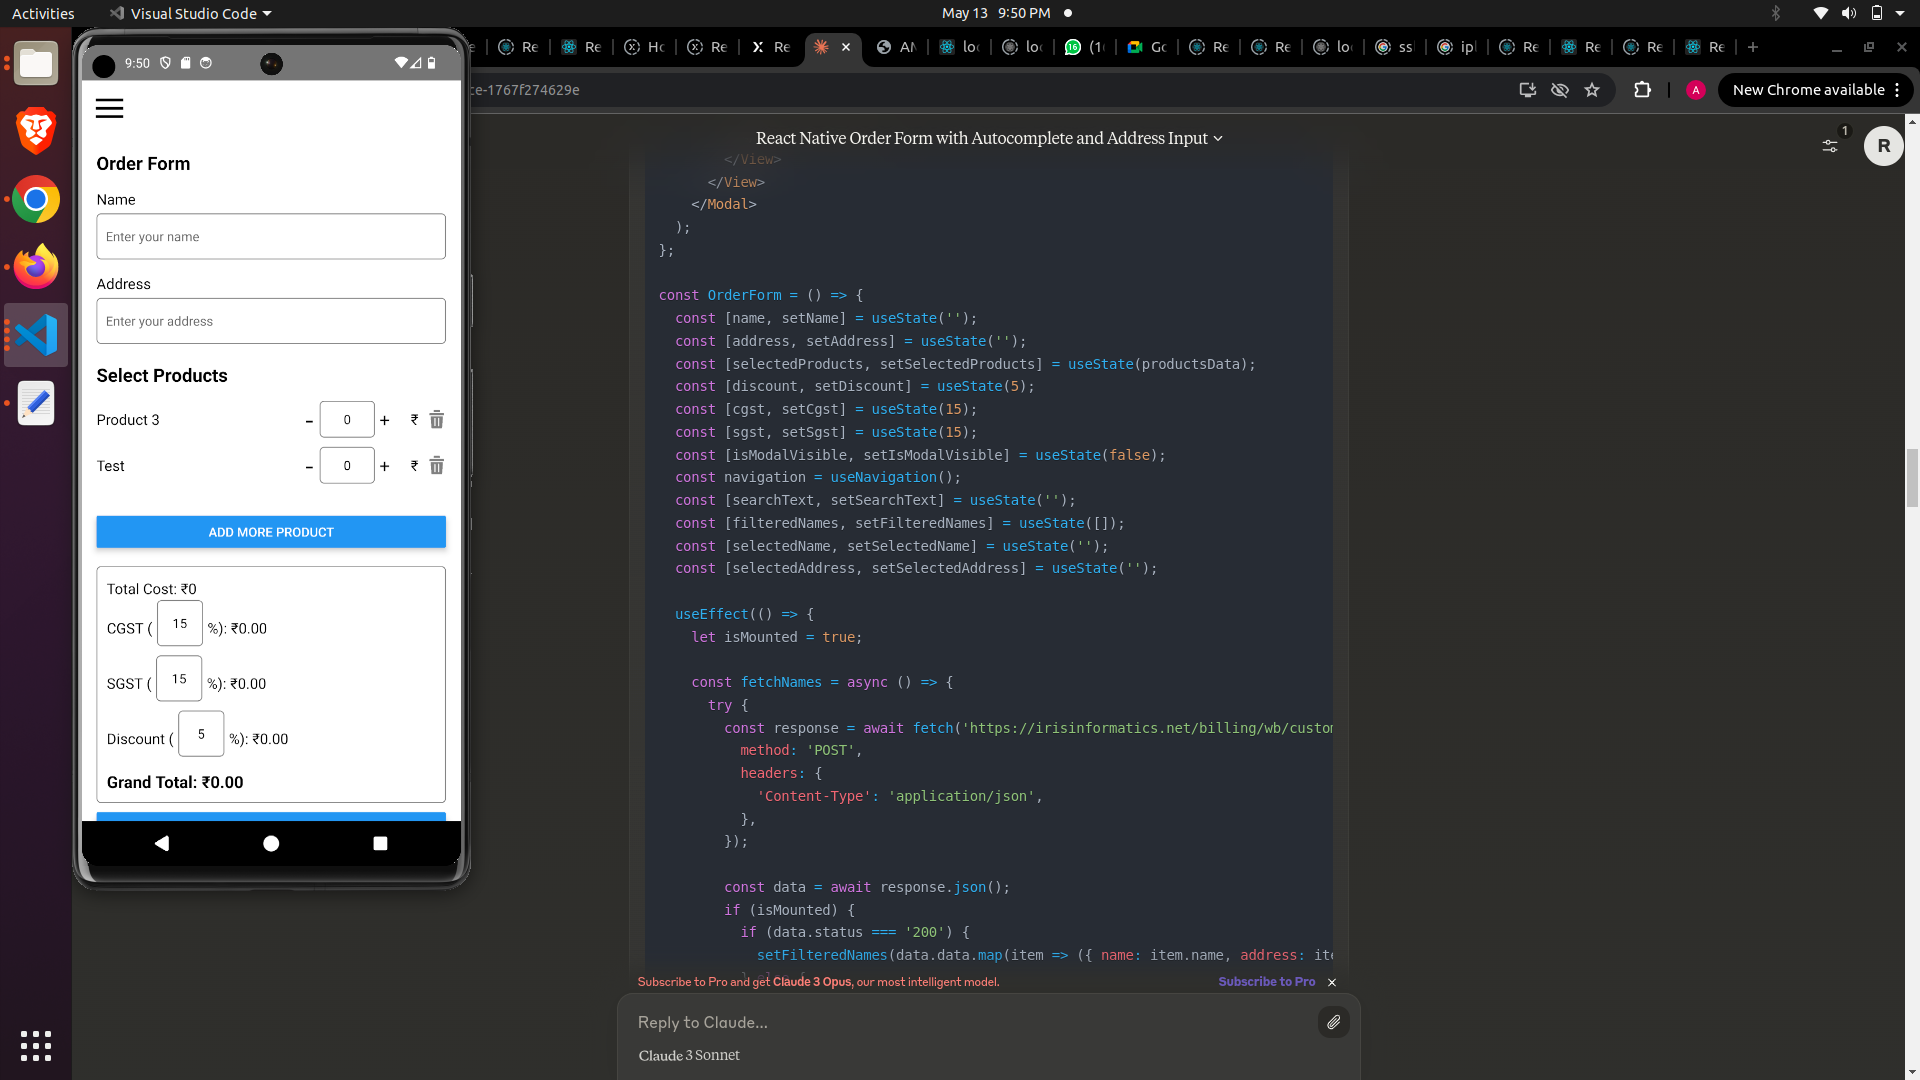 Activities
Visual Studio Code
May 13 9:50 PM
Re
Re
Ho
Re
Re
AM
loc
loc
(1
Go
Re
Re
loc
ss
ip
Re
Re
Re
Re
ce-1767f274629e
A
New Chrome available
9:50
Order Form
Name
Enter your name
Address
Enter your address
Select Products
Product 3
- 0 + ₹
Test
- 0 + ₹
ADD MORE PRODUCT
Total Cost: ₹0
CGST ( 15 %): ₹0.00
SGST ( 15 %): ₹0.00
Discount ( 5 %): ₹0.00
Grand Total: ₹0.00
React Native Order Form with Autocomplete and Address Input
1
R
</View>
</View>
</Modal>
);
};
const OrderForm = () => {
const [name, setName] = useState('');
const [address, setAddress] = useState('');
const [selectedProducts, setSelectedProducts] = useState(productsData);
const [discount, setDiscount] = useState(5);
const [cgst, setCgst] = useState(15);
const [sgst, setSgst] = useState(15);
const [isModalVisible, setIsModalVisible] = useState(false);
const navigation = useNavigation();
const [searchText, setSearchText] = useState('');
const [filteredNames, setFilteredNames] = useState([]);
const [selectedName, setSelectedName] = useState('');
const [selectedAddress, setSelectedAddress] = useState('');
useEffect(() => {
let isMounted = true;
const fetchNames = async () => {
try {
const response = await fetch('https://irisinformatics.net/billing/wb/custom
method: 'POST',
headers: {
'Content-Type': 'application/json',
},
});
const data = await response.json();
if (isMounted) {
if (data.status === '200') {
setFilteredNames(data.data.map(item => ({ name: item.name, address: ite
} else {
Subscribe to Pro and get Claude 3 Opus, our most intelligent model.
Subscribe to Pro
Reply to Claude...
Claude 3 Sonnet